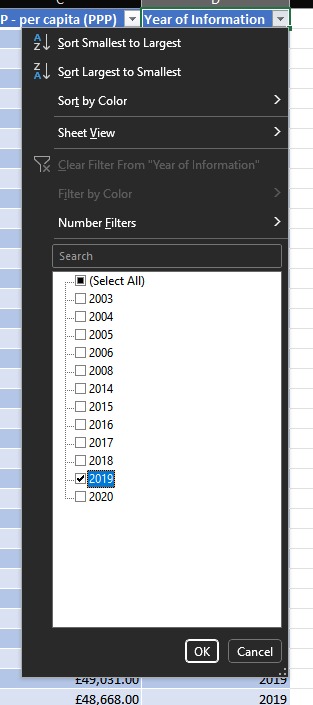 C D
P - per capita (PPP) Year of Information
Sort Smallest to Largest
Sort Largest to Smallest
Sort by Color
Sheet View
Clear Filter From "Year of Information"
Filter by Color
Number Filters
Search
(Select All)
2003
2004
2005
2006
2008
2014
2015
2016
2017
2018
2019
2020
OK Cancel
£49,031.00 2019
£48,668.00 2019